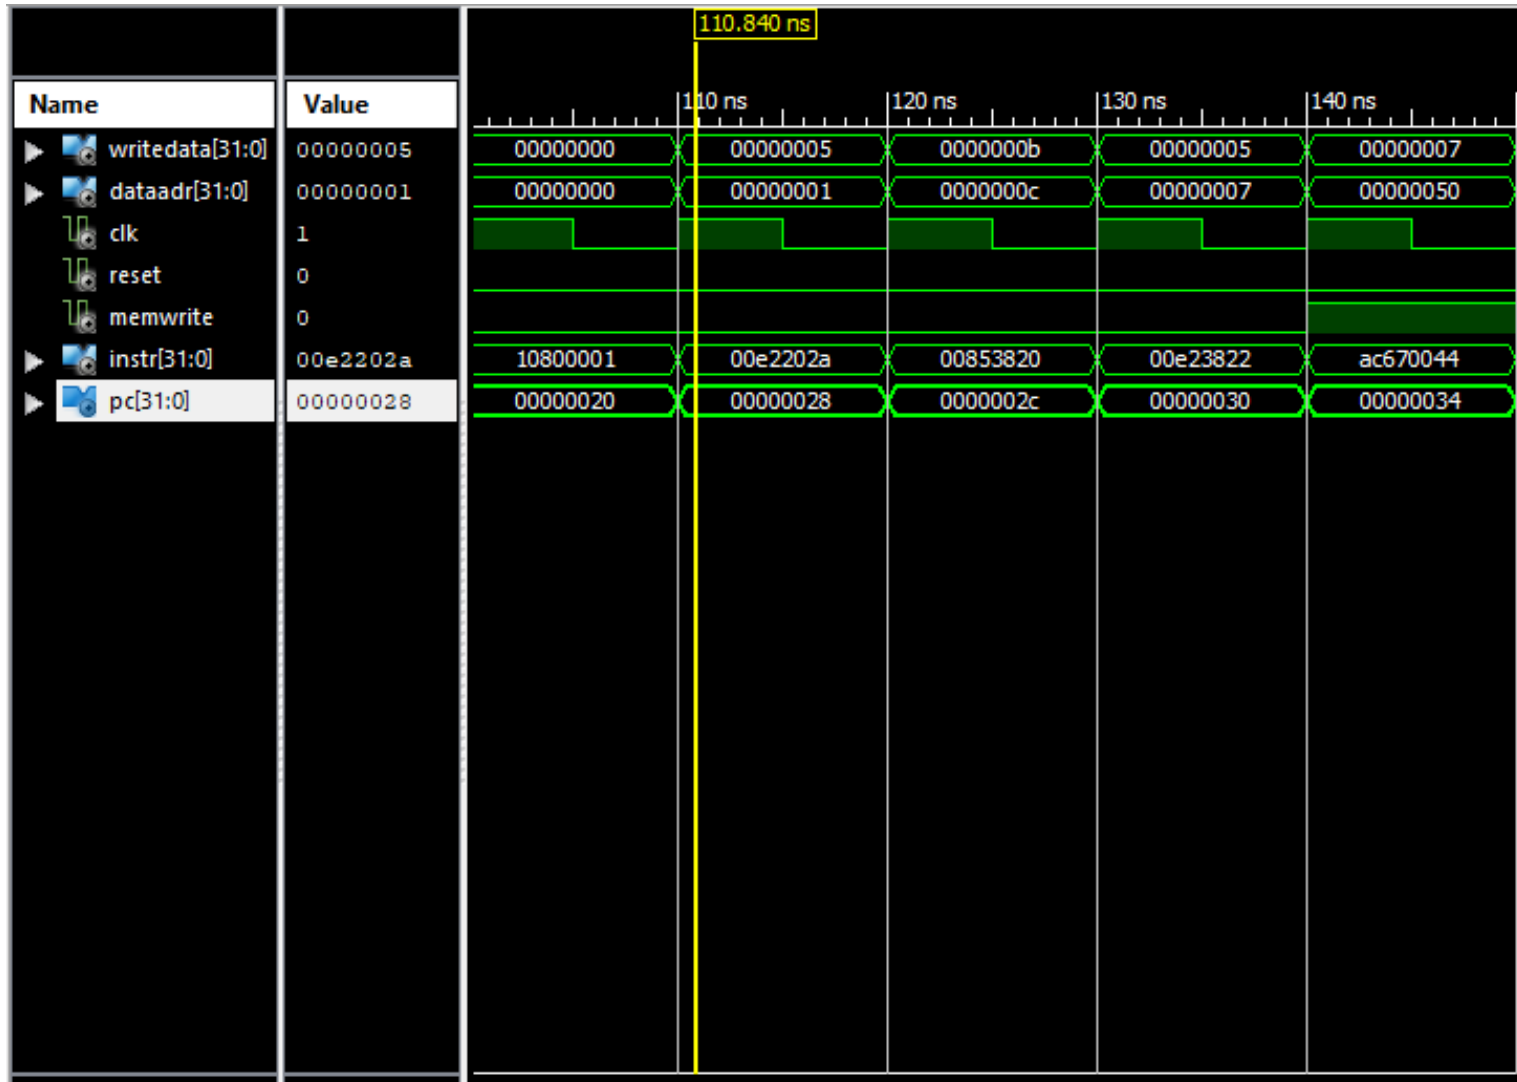 110.840 ns
Name Value 110 ns 120 ns 130 ns 140 ns
writedata[31:0] 00000005 00000000 00000005 0000000b 00000005 00000007
dataadr[31:0] 00000001 00000000 00000001 0000000c 00000007 00000050
clk 1
reset 0
memwrite 0
instr[31:0] 00e2202a 10800001 00e2202a 00853820 00e23822 ac670044
pc[31:0] 00000028 00000020 00000028 0000002c 00000030 00000034